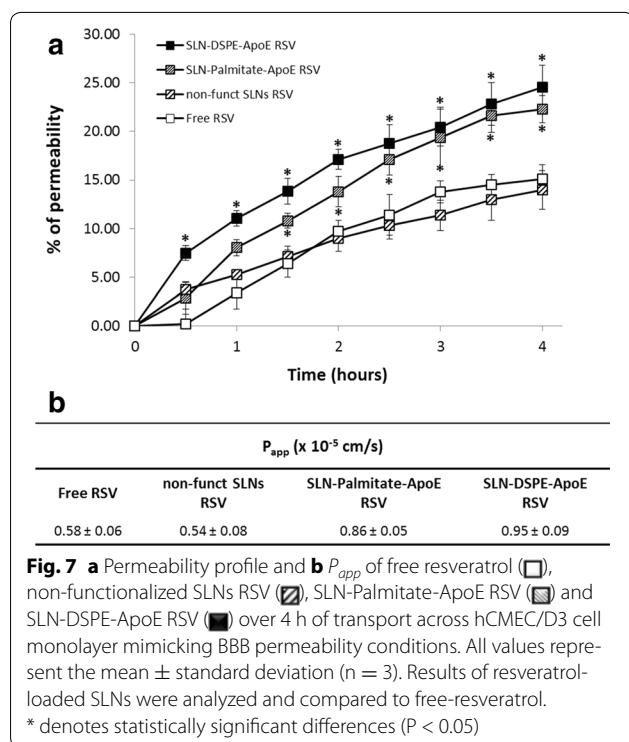 a
30.00
25.00
20.00
15.00
10.00
5.00
0.00
% of permeability
SLN-DSPE-ApoE RSV
SLN-Palmitate-ApoE RSV
non-funct SLNs RSV
Free RSV
* * * * * * * *
* * * * * *
0 1 2 3 4
Time (hours)
b
Papp (x 10-5 cm/s)
Free RSV non-funct SLNs RSV SLN-Palmitate-ApoE RSV SLN-DSPE-ApoE RSV
0.58 ± 0.06 0.54 ± 0.08 0.86 ± 0.05 0.95 ± 0.09
Fig. 7 a Permeability profile and b Papp of free resveratrol (□),
non-functionalized SLNs RSV (▨), SLN-Palmitate-ApoE RSV (▨) and
SLN-DSPE-ApoE RSV (■) over 4 h of transport across hCMEC/D3 cell
monolayer mimicking BBB permeability conditions. All values repre-
sent the mean ± standard deviation (n = 3). Results of resveratrol-
loaded SLNs were analyzed and compared to free-resveratrol.
* denotes statistically significant differences (P < 0.05)